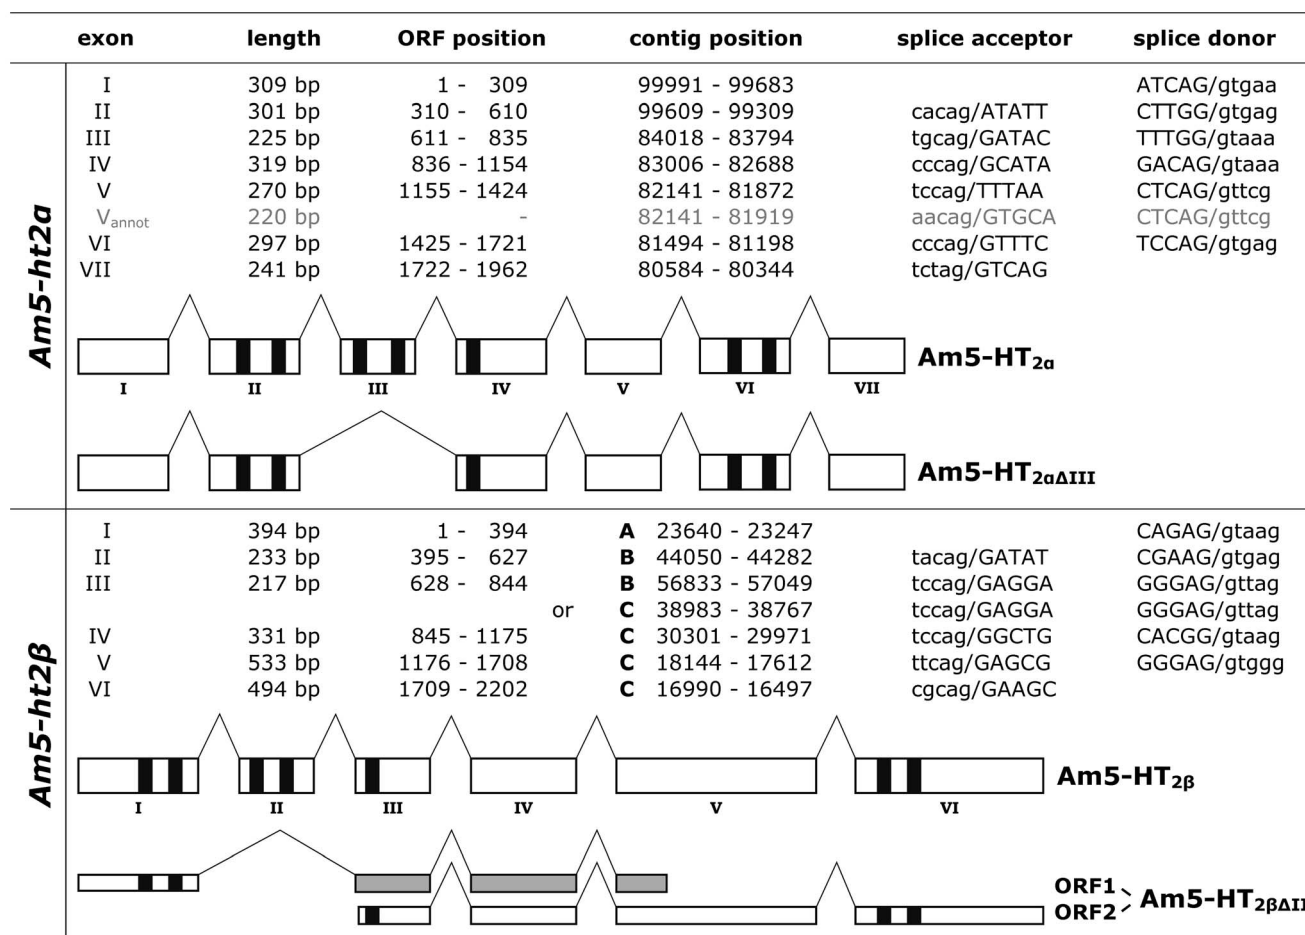 exon length ORF position contig position splice acceptor splice donor
Am5-ht2a
I 309 bp 1 - 309 99991 - 99683 ATCAG/gtgaa
II 301 bp 310 - 610 99609 - 99309 cacag/ATATT CTTGG/gtgag
III 225 bp 611 - 835 84018 - 83794 tgcag/GATAC TTTGG/gtaaa
IV 319 bp 836 - 1154 83006 - 82688 cccag/GCATA GACAG/gtaaa
V 270 bp 1155 - 1424 82141 - 81872 tccag/TTTAA CTCAG/gttcg
Vannot 220 bp - 82141 - 81919 aacag/GTGCA CTCAG/gttcg
VI 297 bp 1425 - 1721 81494 - 81198 cccag/GTTTC TCCAG/gtgag
VII 241 bp 1722 - 1962 80584 - 80344 tctag/GTCAG
Am5-HT2α
I II III IV V VI VII
Am5-HT2αΔIII
Am5-ht2β
I 394 bp 1 - 394 A 23640 - 23247 CAGAG/gtaag
II 233 bp 395 - 627 B 44050 - 44282 tacag/GATAT CGAAG/gtgag
III 217 bp 628 - 844 B 56833 - 57049 tccag/GAGGA GGGAG/gttag
or C 38983 - 38767 tccag/GAGGA GGGAG/gttag
IV 331 bp 845 - 1175 C 30301 - 29971 tccag/GGCTG CACGG/gtaag
V 533 bp 1176 - 1708 C 18144 - 17612 ttcag/GAGCG GGGAG/gtggg
VI 494 bp 1709 - 2202 C 16990 - 16497 cgcag/GAAGC
Am5-HT2β
I II III IV V VI
ORF1
ORF2
Am5-HT2βΔII